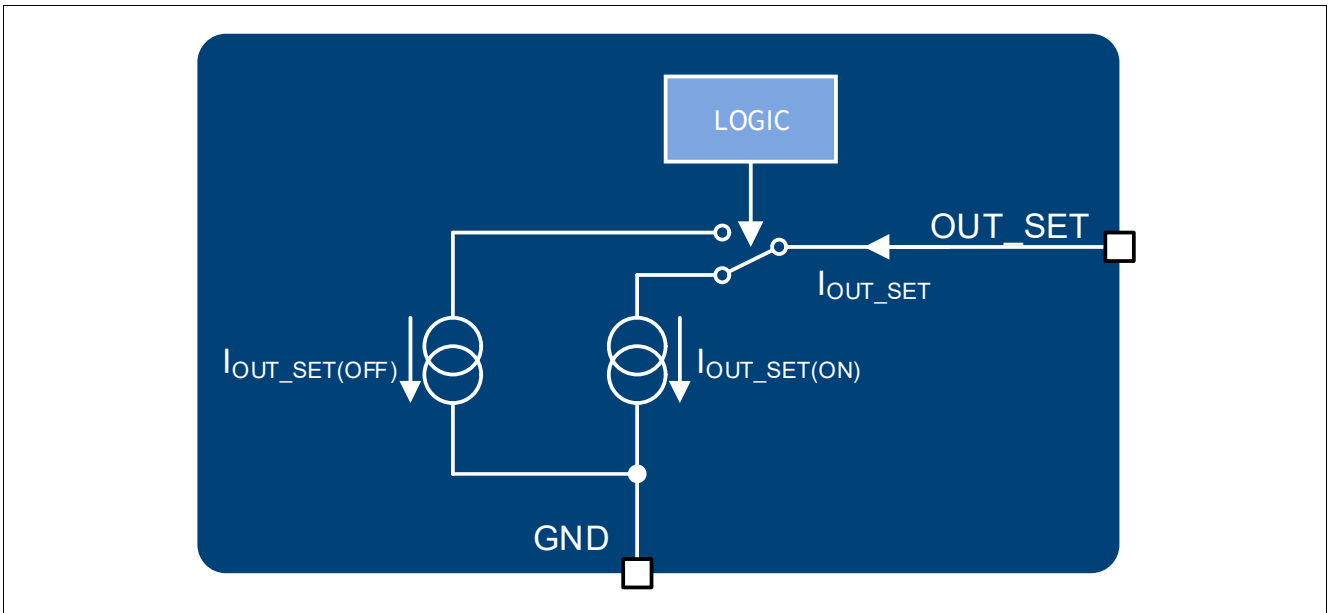 LOGIC
OUT_SET
IOUT_SET
IOUT_SET(OFF)
IOUT_SET(ON)
GND